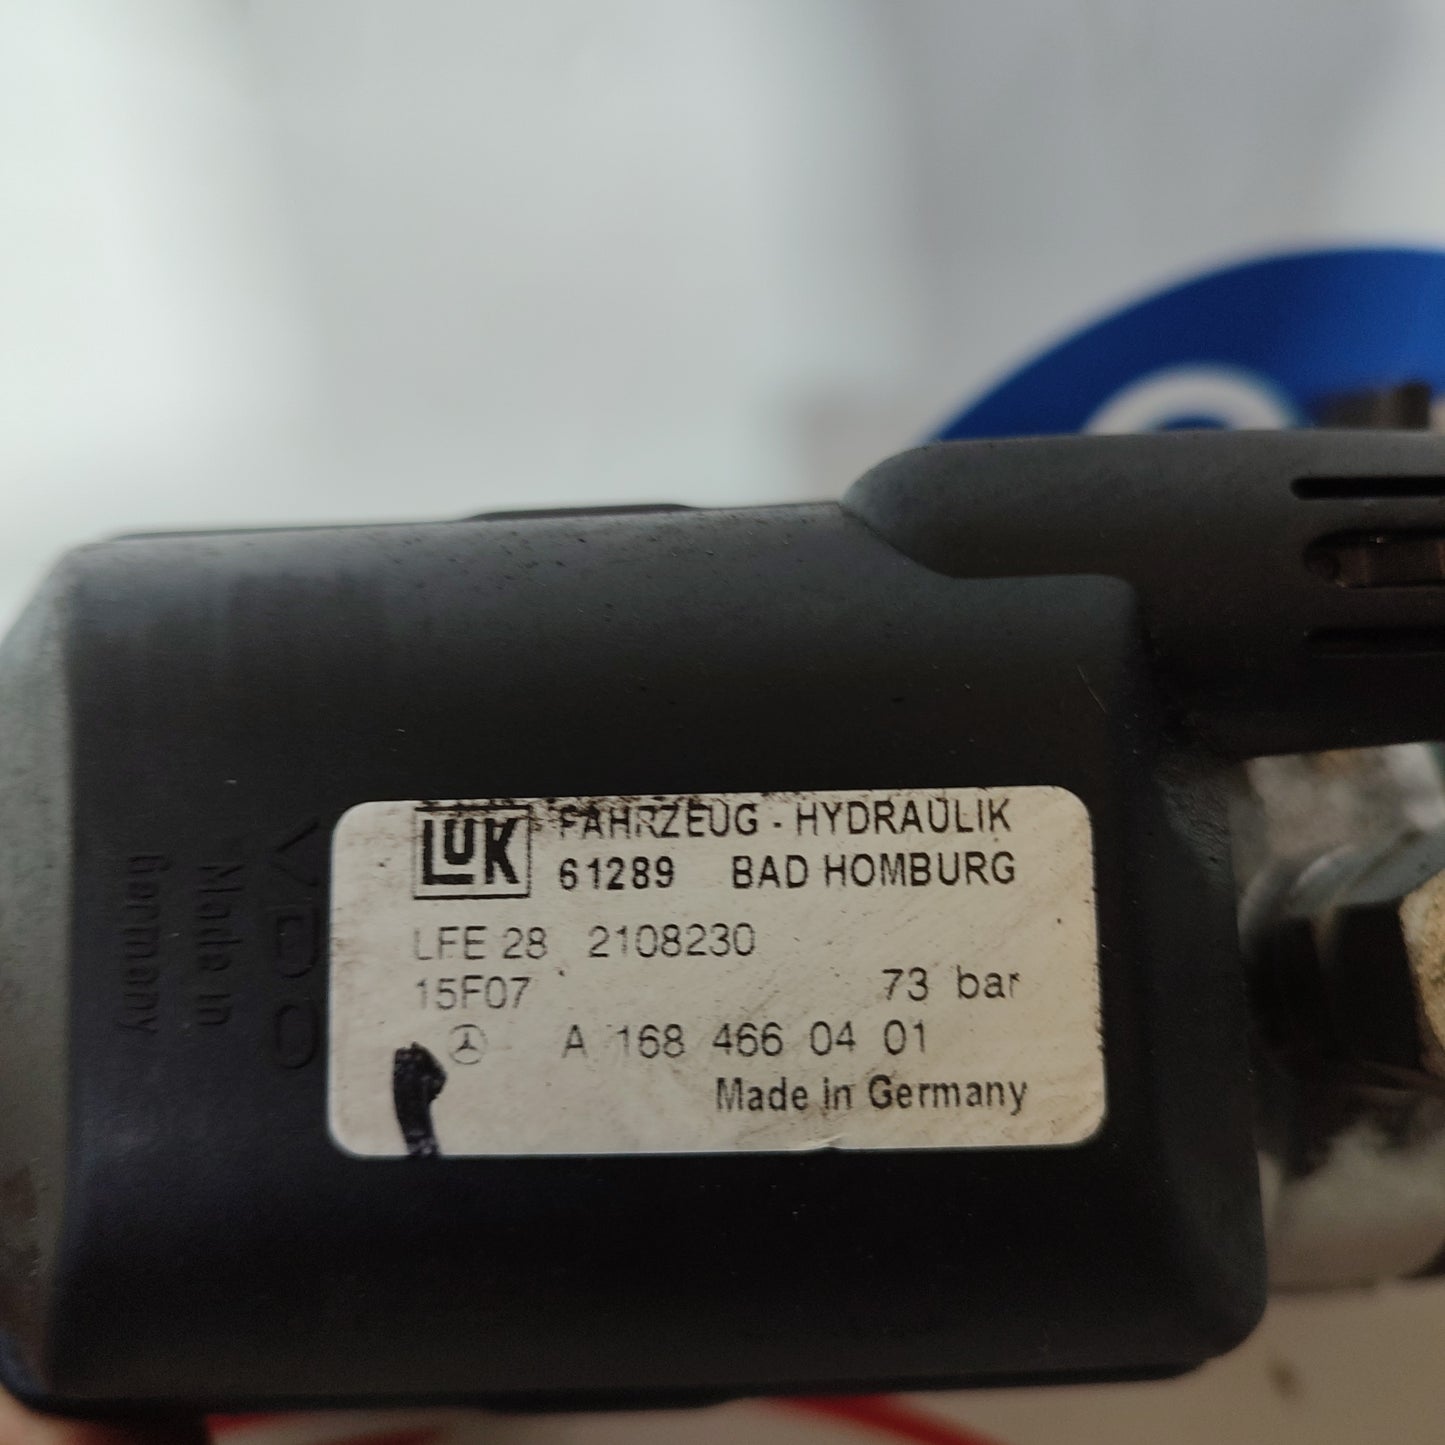 LUK FAHRZEUG - HYDRAULIK
61289 BAD HOMBURG
LFE 28 2108230
15F07 73 bar
A 168 466 04 01
Made in Germany
VDO
Made in
Germany